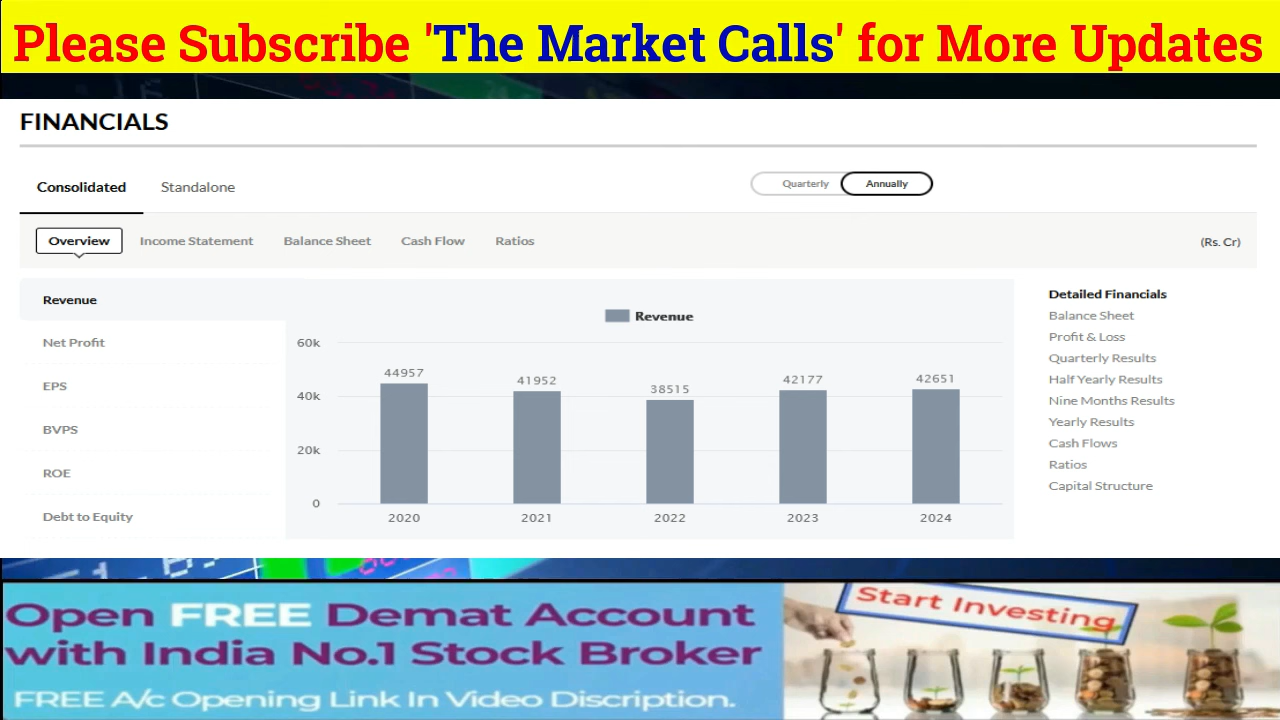 Please Subscribe 'The Market Calls' for More Updates
FINANCIALS
Consolidated Standalone
Quarterly Annually
Overview Income Statement Balance Sheet Cash Flow Ratios (Rs. Cr)
Revenue
Net Profit
EPS
BVPS
ROE
Debt to Equity
Revenue
60k
40k
20k
0
44957 41952 38515 42177 42651
2020 2021 2022 2023 2024
Detailed Financials
Balance Sheet
Profit & Loss
Quarterly Results
Half Yearly Results
Nine Months Results
Yearly Results
Cash Flows
Ratios
Capital Structure
Open FREE Demat Account
with India No.1 Stock Broker
FREE A/c Opening Link In Video Discription.
Start Investing